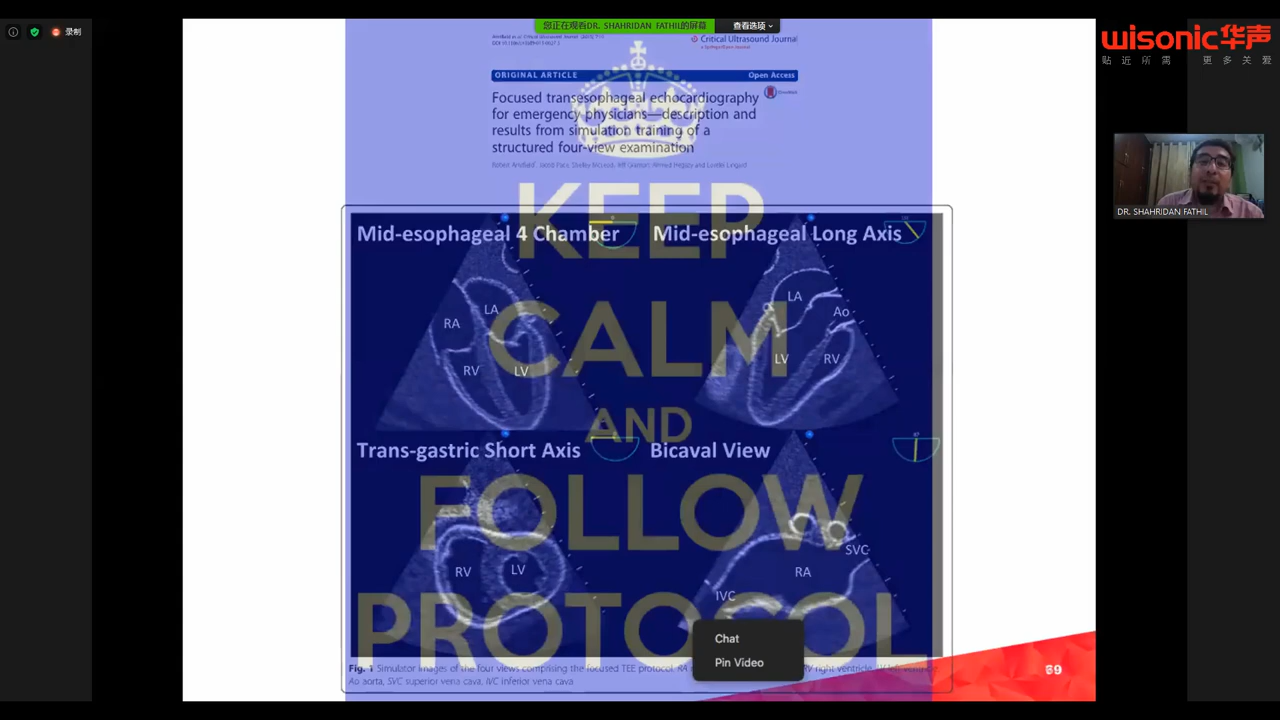 录制
您正在观看DR. SHAHRIDAN FATHIL的屏幕
查看选项
wisonic华声
贴近所需 更多关爱
Critical Ultrasound Journal
ORIGINAL ARTICLE
Open Access
Focused transesophageal echocardiography
for emergency physicians—description and
results from simulation training of a
structured four-view examination
DR. SHAHRIDAN FATHIL
KEEP
CALM
AND
FOLLOW
PROTOCOL
Mid-esophageal 4 Chamber
RA
LA
RV
LV
Mid-esophageal Long Axis
LA
Ao
LV
RV
Trans-gastric Short Axis
RV
LV
Bicaval View
SVC
RA
IVC
Chat
Pin Video
Fig. 1 Simulator images of the four views comprising the focused TEE protocol. RA
RV right ventricle,
Ao aorta, SVC superior vena cava, IVC inferior vena cava
69